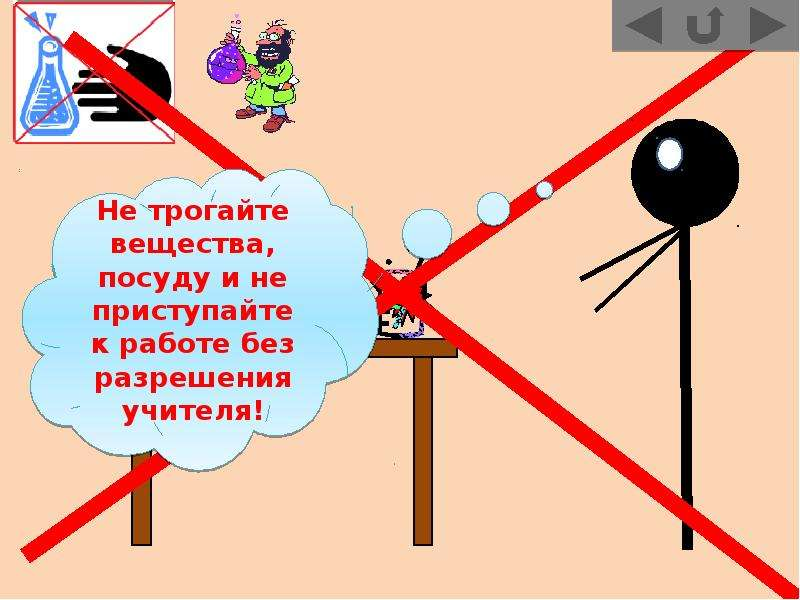 Не трогайте
вещества,
посуду и не
приступайте
к работе без
разрешения
учителя!